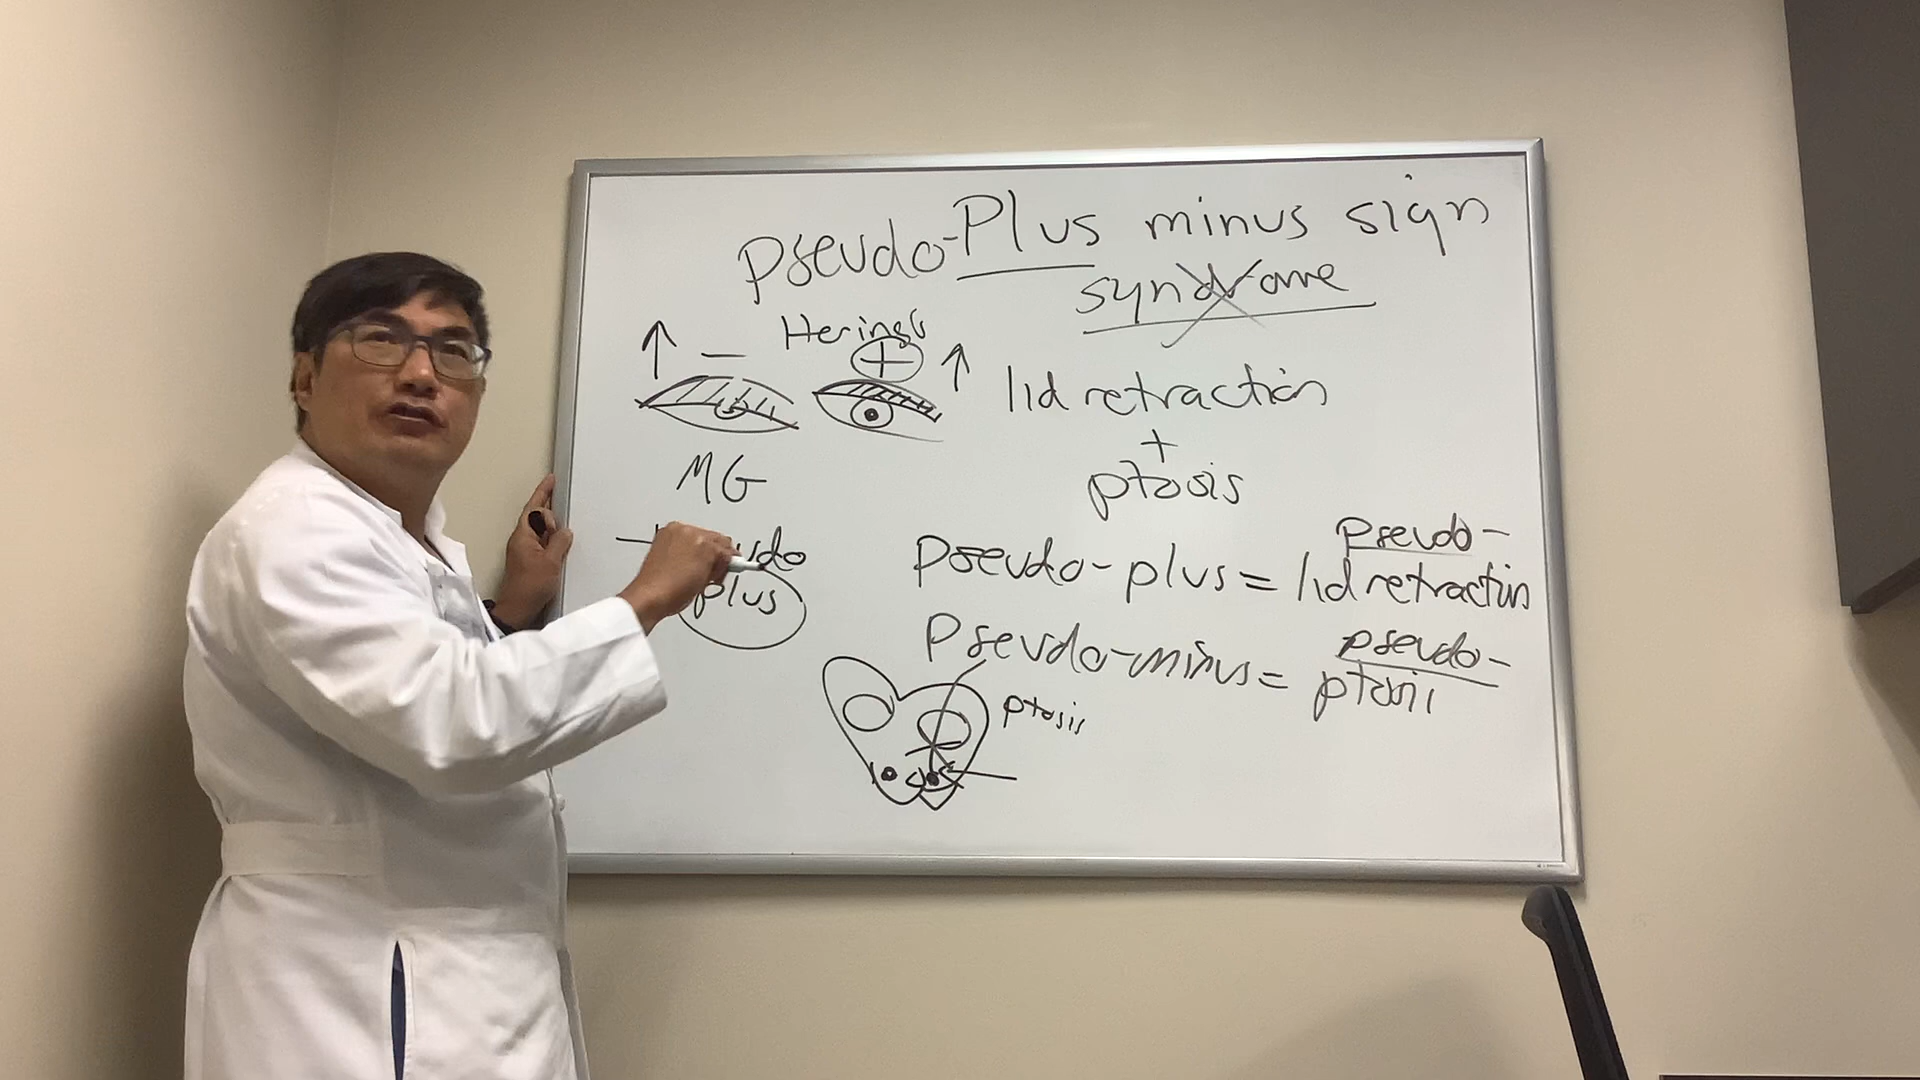 pseudo-Plus minus sign
syndrome
Hering's
↑ − + ↑
lid retraction
+
ptosis
MG
plus
pseudo-plus = pseudo-
lid retraction
pseudo-minus = pseudo-
ptosis
ptosis